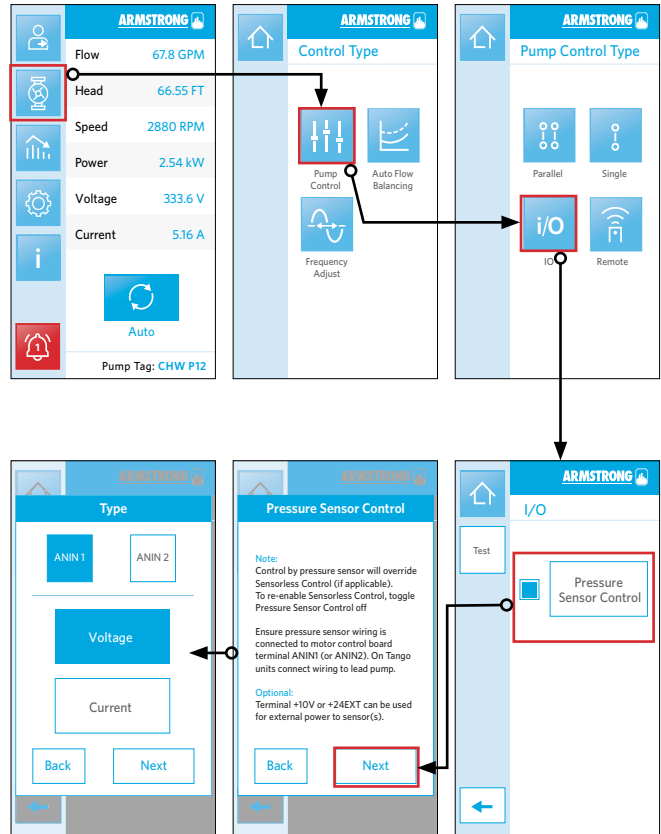 ARMSTRONG
Flow 67.8 GPM
Head 66.55 FT
Speed 2880 RPM
Power 2.54 kW
Voltage 333.6 V
Current 5.16 A
i
1
Auto
Pump Tag: CHW P12
ARMSTRONG
Control Type
Pump
Control
Auto Flow
Balancing
Frequency
Adjust
ARMSTRONG
Pump Control Type
Parallel
Single
i/O
IO
Remote
ARMSTRONG
I/O
Test
Pressure
Sensor Control
ARMSTRONG
Pressure Sensor Control
Note:
Control by pressure sensor will override
Sensorless Control (if applicable).
To re-enable Sensorless Control, toggle
Pressure Sensor Control off
Ensure pressure sensor wiring is
connected to motor control board
terminal ANIN1 (or ANIN2). On Tango
units connect wiring to lead pump.
Optional:
Terminal +10V or +24EXT can be used
for external power to sensor(s).
Back
Next
ARMSTRONG
Type
ANIN 1
ANIN 2
Voltage
Current
Back
Next